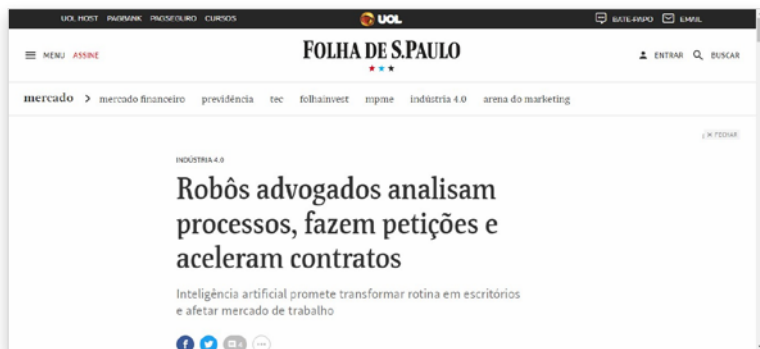 UOL HOST PAGBANK PAGSEGURO CURSOS UOL BATE-PAPO EMAIL
MENU ASSINE FOLHA DE S.PAULO ENTRAR BUSCAR
mercado > mercado financeiro previdência tec folhainvest mpme indústria 4.0 arena do marketing
FECHAR
INDÚSTRIA 4.0
Robôs advogados analisam
processos, fazem petições e
aceleram contratos
Inteligência artificial promete transformar rotina em escritórios
e afetar mercado de trabalho